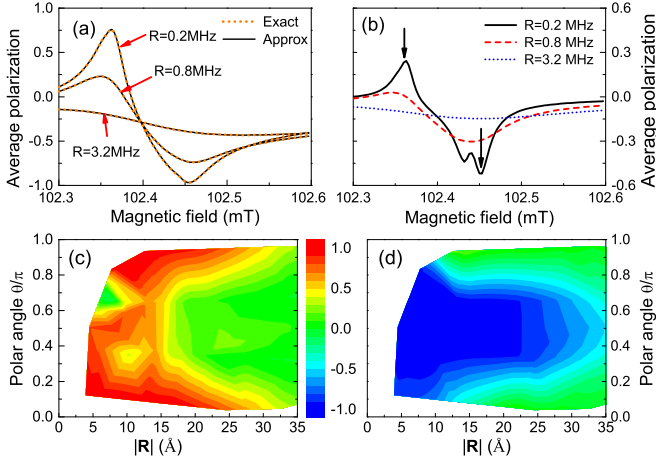 (a)
Exact
Approx
R=0.2MHz
R=0.8MHz
R=3.2MHz
1.0
0.5
0.0
-0.5
-1.0
Average polarization
102.3 102.4 102.5 102.6
Magnetic field (mT)
(b)
R=0.2 MHz
R=0.8 MHz
R=3.2 MHz
0.6
0.3
0.0
-0.3
-0.6
Average polarization
102.3 102.4 102.5 102.6
Magnetic field (mT)
(c)
1.0
0.8
0.6
0.4
0.2
0.0
Polar angle θ/π
0 5 10 15 20 25 30 35
|R| (Å)
1.0
0.5
0.0
-0.5
-1.0
(d)
1.0
0.8
0.6
0.4
0.2
0.0
Polar angle θ/π
0 5 10 15 20 25 30 35
|R| (Å)